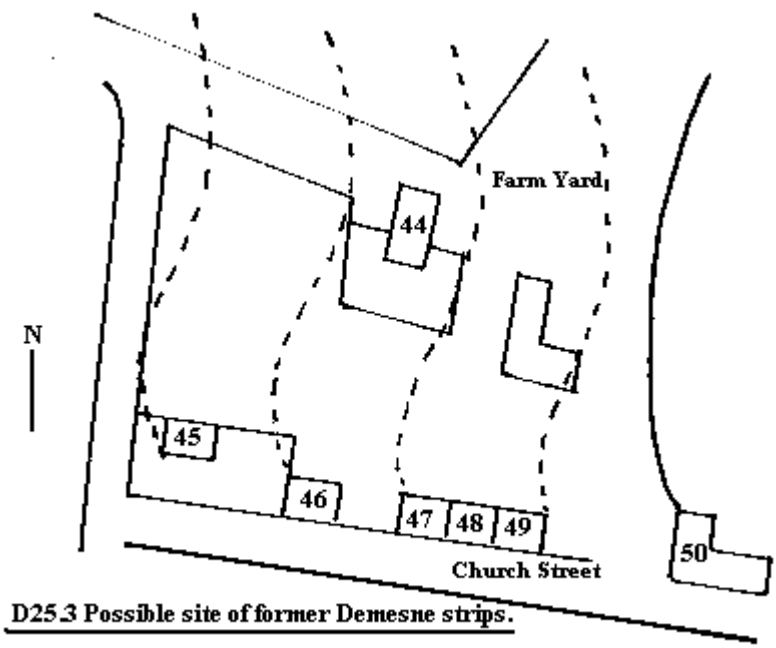 Farm Yard
44
N
45
46
47 48 49
50
Church Street
D25.3 Possible site of former Demesne strips.